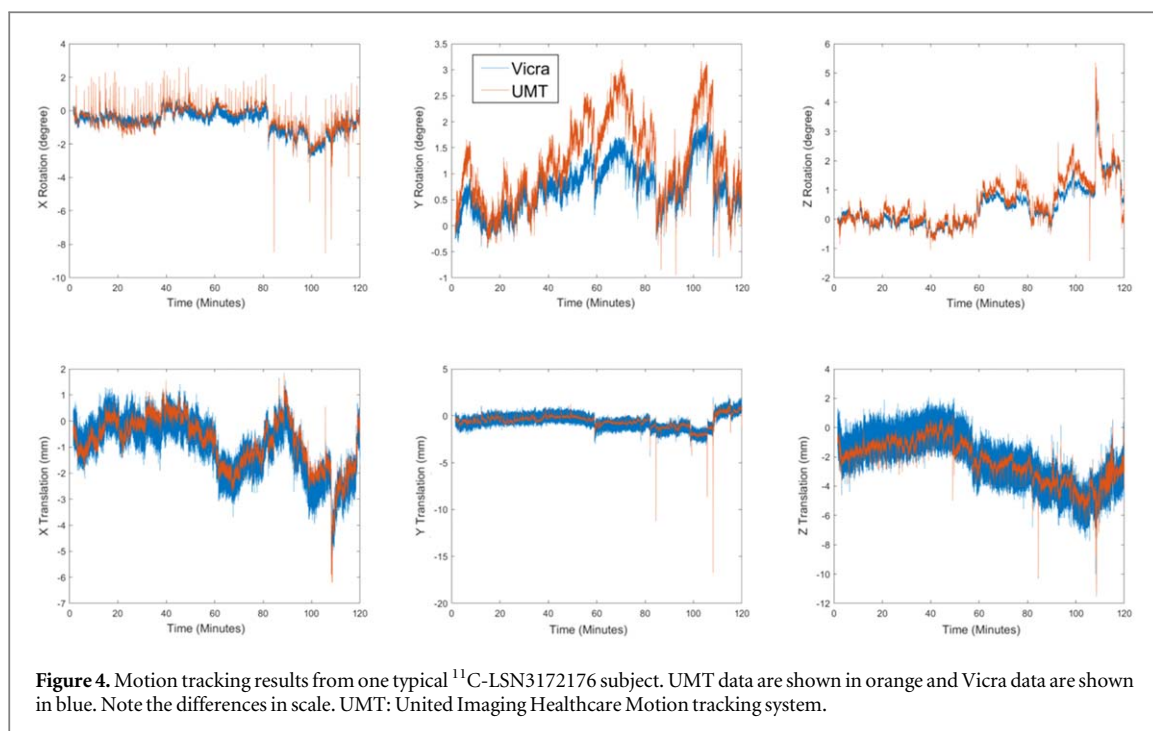 4
2
0
-2
-4
-6
-8
-10
X Rotation (degree)
0 20 40 60 80 100 120
Time (Minutes)
3.5
3
2.5
2
1.5
1
0.5
0
-0.5
-1
Y Rotation (degree)
Vicra
UMT
0 20 40 60 80 100 120
Time (Minutes)
6
5
4
3
2
1
0
-1
-2
Z Rotation (degree)
0 20 40 60 80 100 120
Time (Minutes)
2
1
0
-1
-2
-3
-4
-5
-6
-7
X Translation (mm)
0 20 40 60 80 100 120
Time (Minutes)
5
0
-5
-10
-15
-20
Y Translation (mm)
0 20 40 60 80 100 120
Time (Minutes)
4
2
0
-2
-4
-6
-8
-10
-12
Z Translation (mm)
0 20 40 60 80 100 120
Time (Minutes)
Figure 4. Motion tracking results from one typical ¹¹C-LSN3172176 subject. UMT data are shown in orange and Vicra data are shown
in blue. Note the differences in scale. UMT: United Imaging Healthcare Motion tracking system.